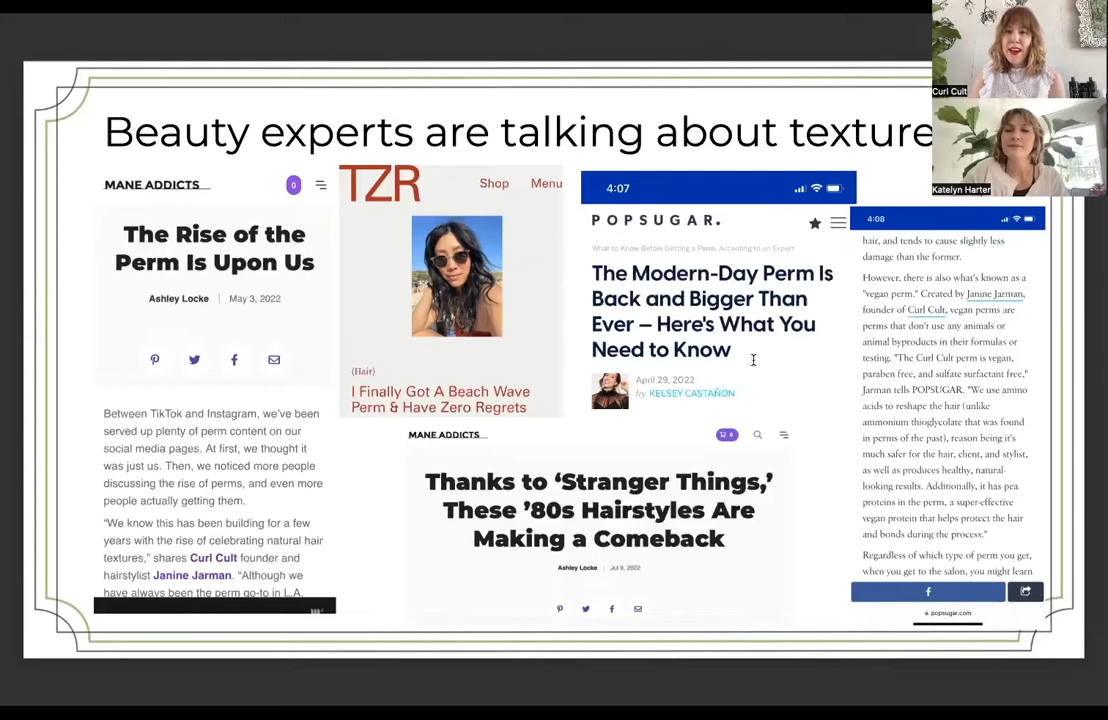 Beauty experts are talking about texture
Curl Cult
Katelyn Harter
MANE ADDICTS
0
The Rise of the
Perm Is Upon Us
Ashley Locke | May 3, 2022
Between TikTok and Instagram, we've been
served up plenty of perm content on our
social media pages. At first, we thought it
was just us. Then, we noticed more people
discussing the rise of perms, and even more
people actually getting them.
“We know this has been building for a few
years with the rise of celebrating natural hair
textures,” shares Curl Cult founder and
hairstylist Janine Jarman. “Although we
have always been the perm go-to in L.A.
TZR
Shop Menu
(Hair)
I Finally Got A Beach Wave
Perm & Have Zero Regrets
4:07
POPSUGAR.
What to Know Before Getting a Perm, According to an Expert
The Modern-Day Perm Is
Back and Bigger Than
Ever — Here's What You
Need to Know
April 29, 2022
by KELSEY CASTAÑON
MANE ADDICTS
Thanks to ‘Stranger Things,’
These ’80s Hairstyles Are
Making a Comeback
Ashley Locke | Jul 9, 2022
4:08
hair, and tends to cause slightly less
damage than the former.
However, there is also what's known as a
"vegan perm." Created by Janine Jarman,
founder of Curl Cult, vegan perms are
perms that don't use any animals or
animal byproducts in their formulas or
testing. "The Curl Cult perm is vegan,
paraben free, and sulfate surfactant free,"
Jarman tells POPSUGAR. "We use amino
acids to reshape the hair (unlike
ammonium thioglycolate that was found
in perms of the past), reason being it's
much safer for the hair, client, and stylist,
as well as produces healthy, natural-
looking results. Additionally, it has pea
proteins in the perm, a super-effective
vegan protein that helps protect the hair
and bonds during the process."
Regardless of which type of perm you get,
when you get to the salon, you might learn
popsugar.com